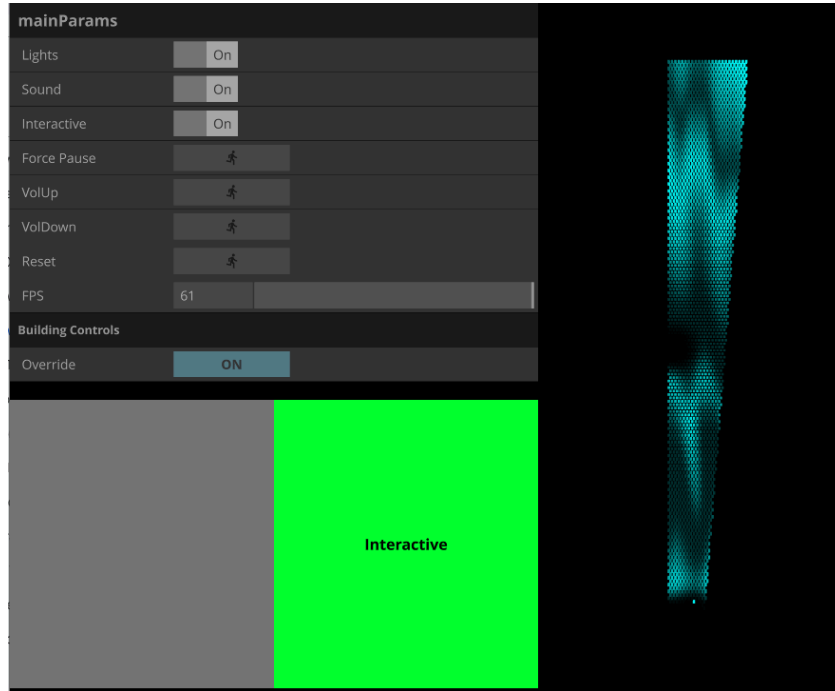 mainParams
Lights On
Sound On
Interactive On
Force Pause
VolUp
VolDown
Reset
FPS 61
Building Controls
Override ON
Interactive